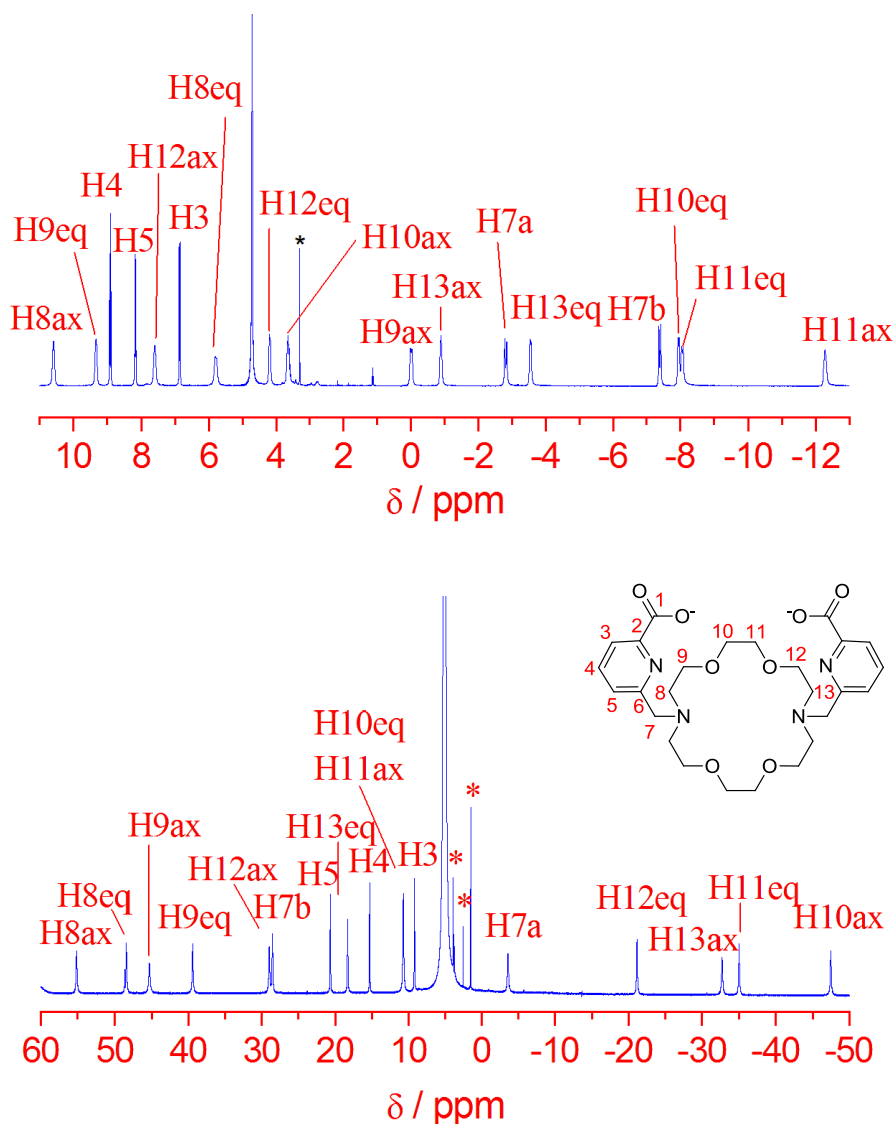 H8eq
H12ax
H4
H9eq
H5
H3
H8ax
H12eq
*
H10ax
H9ax
H13ax
H7a
H13eq
H7b
H10eq
H11eq
H11ax
10 8 6 4 2 0 -2 -4 -6 -8 -10 -12
δ / ppm
O
1
O-
-O
O
3
2
4
N
5
6
7
8
9
10
O
11
O
12
13
N
N
N
O
O
H8ax
H8eq
H9ax
H9eq
H12ax
H7b
H5
H13eq
H10eq
H11ax
H4
H3
*
*
*
H7a
H12eq
H13ax
H11eq
H10ax
60 50 40 30 20 10 0 -10 -20 -30 -40 -50
δ / ppm